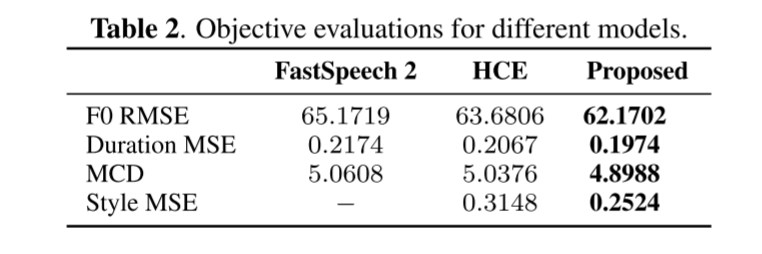 Table 2. Objective evaluations for different models.
FastSpeech 2 HCE Proposed
F0 RMSE 65.1719 63.6806 62.1702
Duration MSE 0.2174 0.2067 0.1974
MCD 5.0608 5.0376 4.8988
Style MSE – 0.3148 0.2524